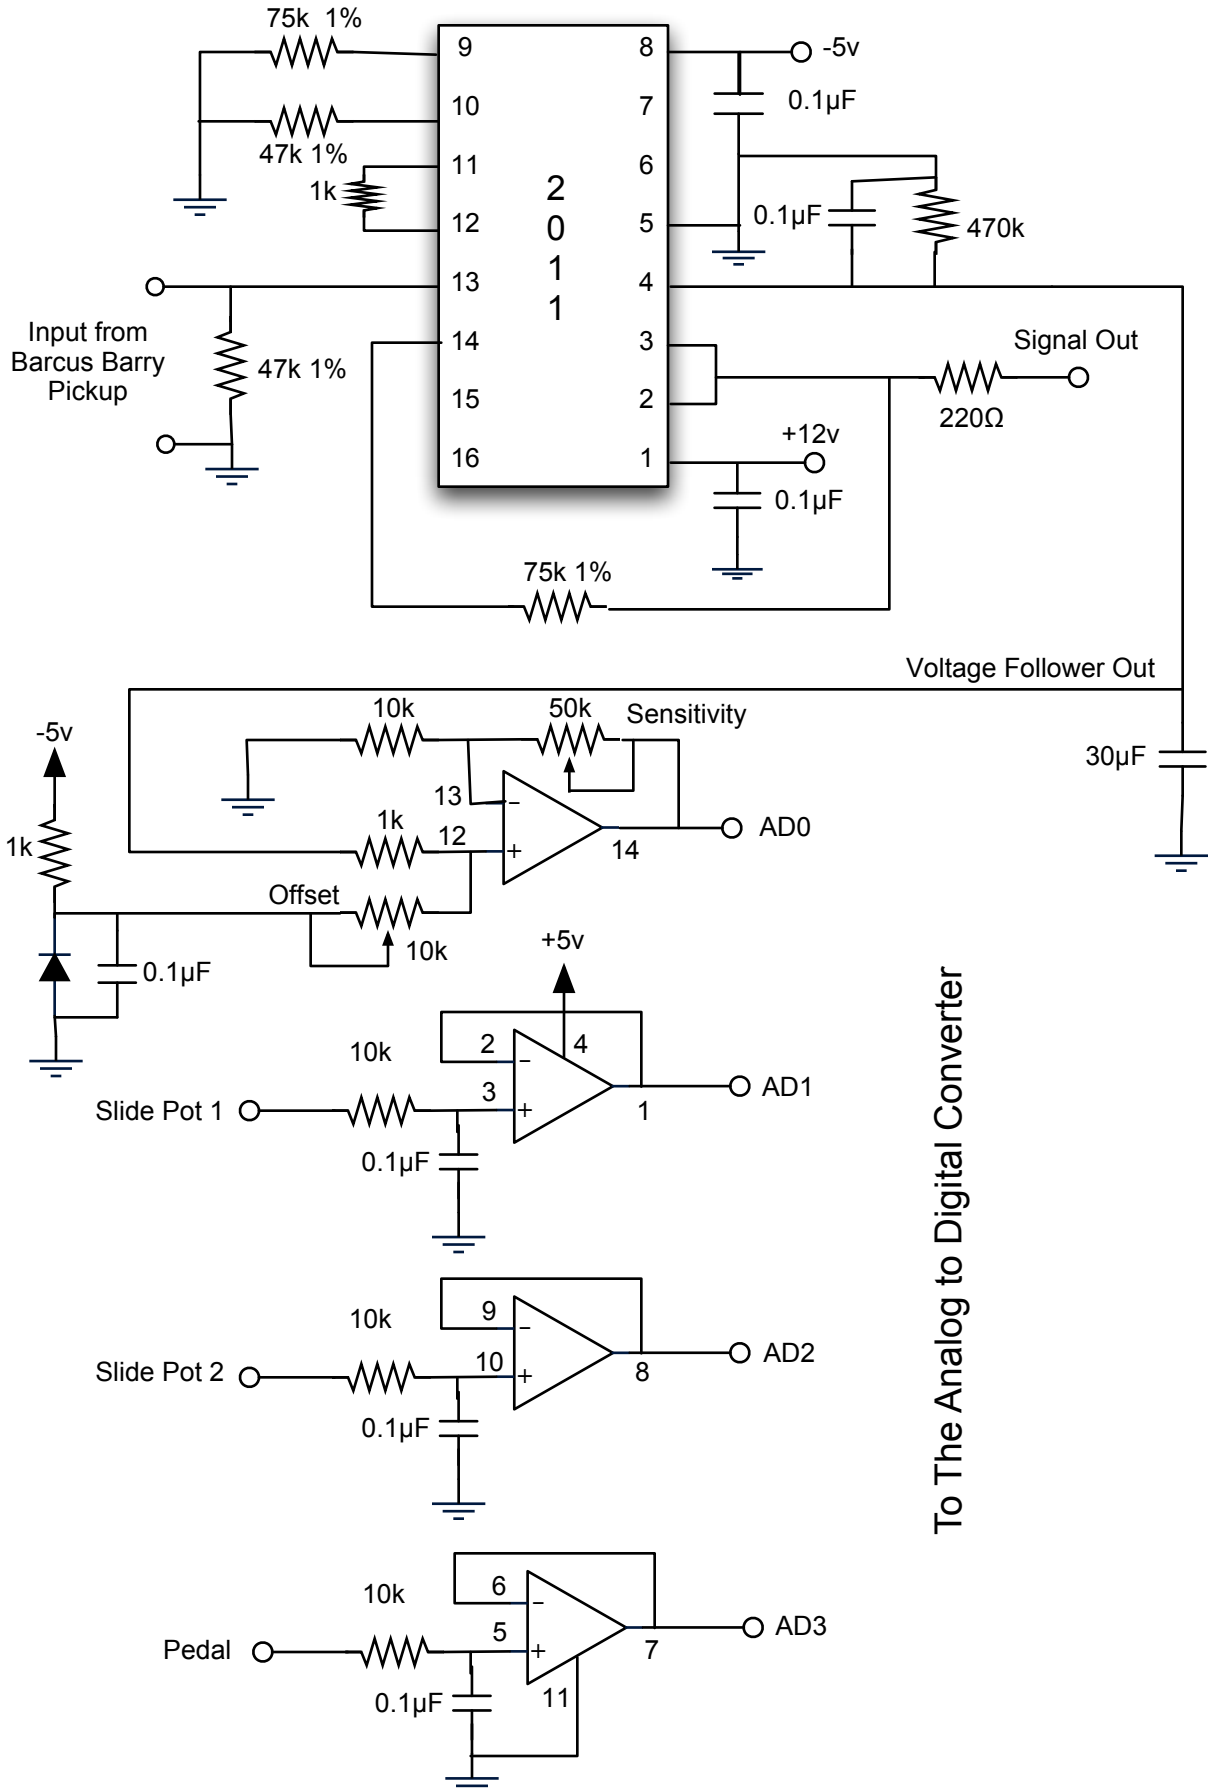 75k 1%
9
8
-5v
0.1µF
10
7
47k 1%
11
6
1k
2
0
1
1
0.1µF
12
5
470k
13
4
Input from
Barcus Barry
Pickup
47k 1%
14
3
Signal Out
15
2
220Ω
+12v
16
1
0.1µF
75k 1%
Voltage Follower Out
-5v
10k
50k
Sensitivity
30µF
13
-
1k
1k
12
+
14
AD0
Offset
10k
0.1µF
+5v
10k
2
-
4
Slide Pot 1
3
+
1
AD1
0.1µF
10k
9
-
Slide Pot 2
10
+
8
AD2
0.1µF
10k
6
-
Pedal
5
+
7
AD3
11
0.1µF
To The Analog to Digital Converter